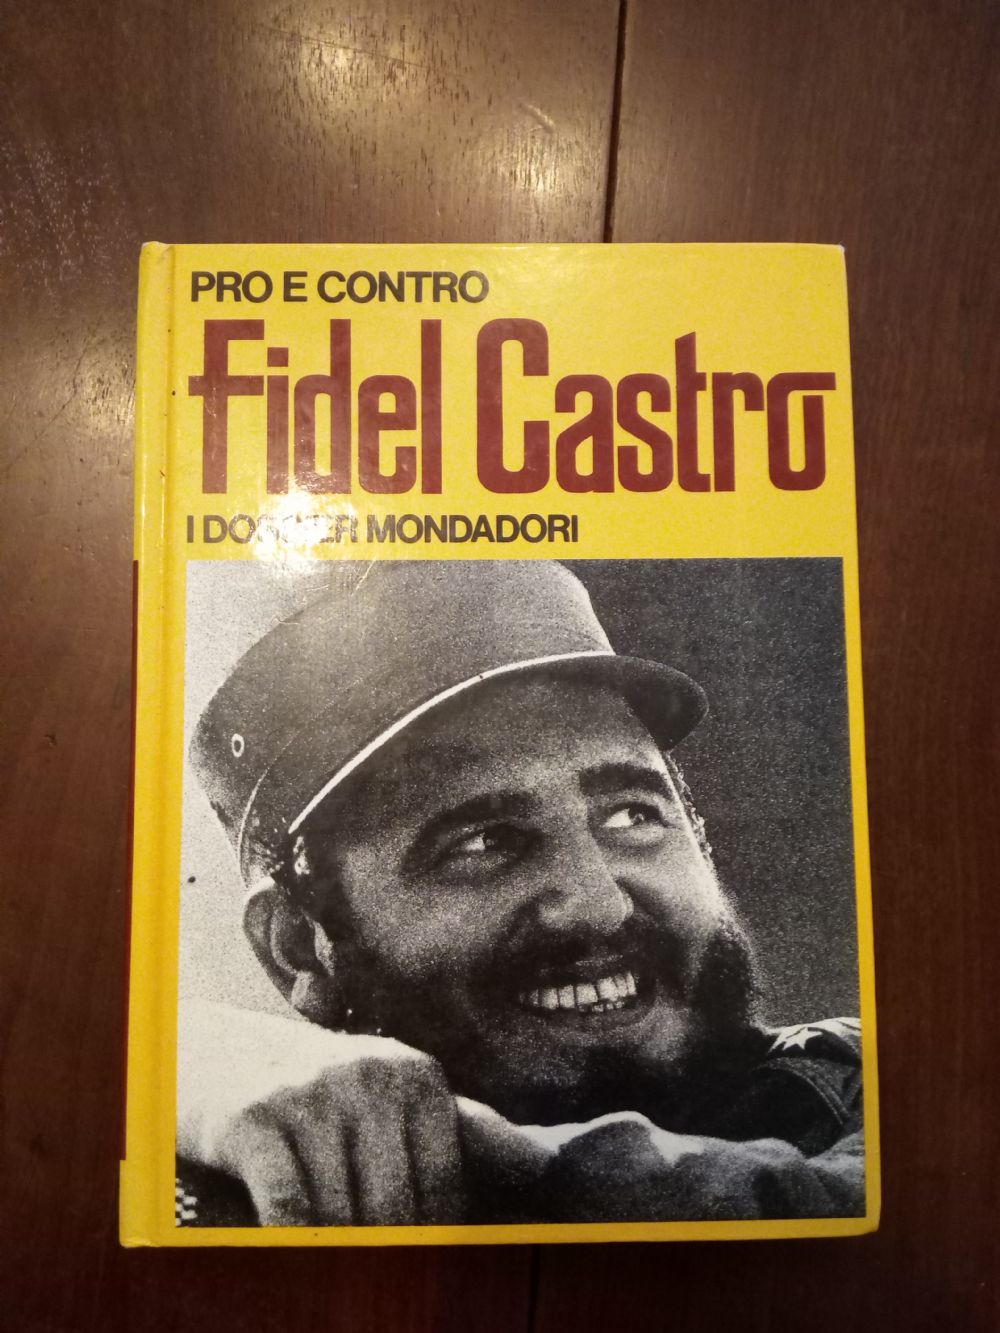 PRO E CONTRO
Fidel Castro
I DOSSIER MONDADORI